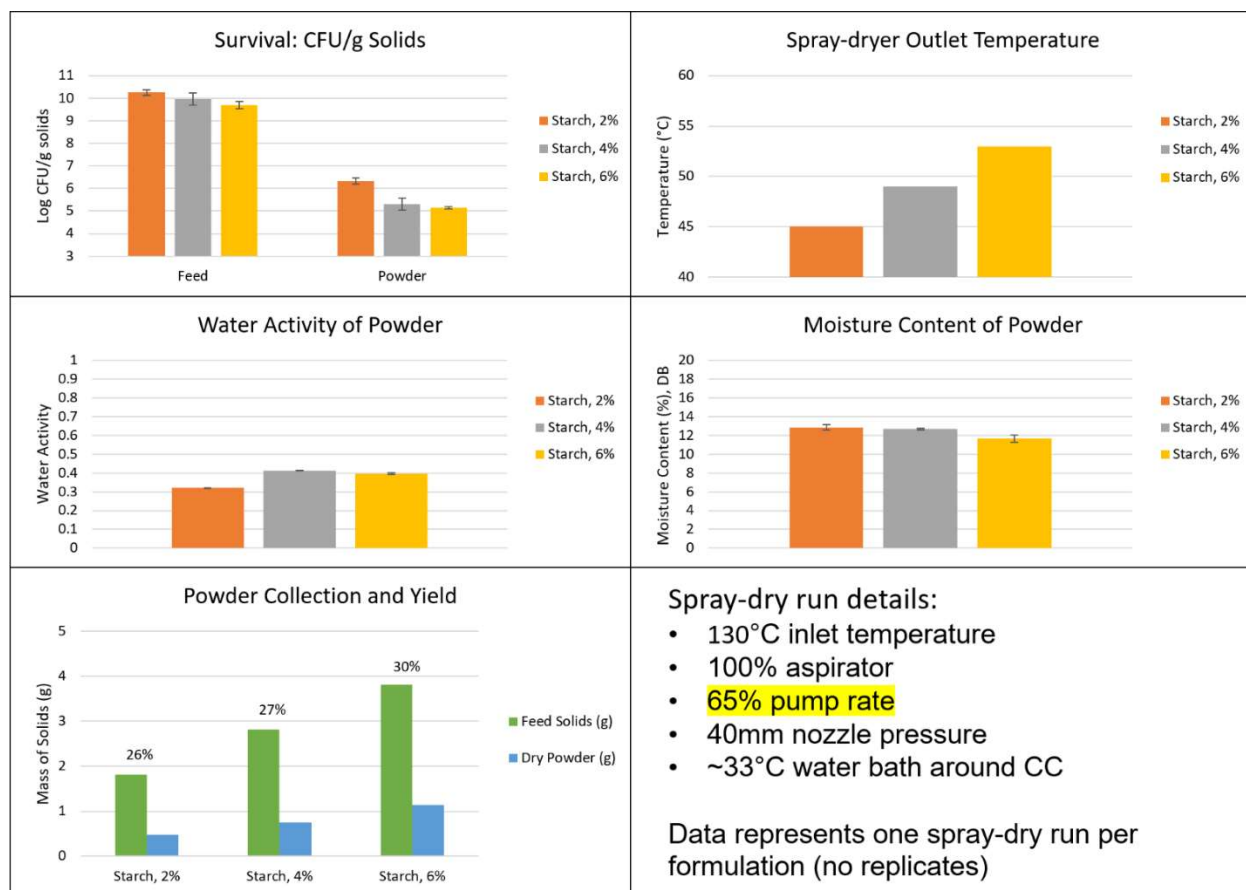 Survival: CFU/g Solids
Log CFU/g solids
11
10
9
8
7
6
5
4
3
Feed
Powder
Starch, 2%
Starch, 4%
Starch, 6%
Spray-dryer Outlet Temperature
Temperature (°C)
60
55
50
45
40
Starch, 2%
Starch, 4%
Starch, 6%
Water Activity of Powder
Water Activity
1
0.9
0.8
0.7
0.6
0.5
0.4
0.3
0.2
0.1
0
Starch, 2%
Starch, 4%
Starch, 6%
Moisture Content of Powder
Moisture Content (%), DB
20
18
16
14
12
10
8
6
4
2
0
Starch, 2%
Starch, 4%
Starch, 6%
Powder Collection and Yield
Mass of Solids (g)
5
4
3
2
1
0
26%
27%
30%
Starch, 2%
Starch, 4%
Starch, 6%
Feed Solids (g)
Dry Powder (g)
Spray-dry run details:
• 130°C inlet temperature
• 100% aspirator
• 65% pump rate
• 40mm nozzle pressure
• ~33°C water bath around CC
Data represents one spray-dry run per
formulation (no replicates)